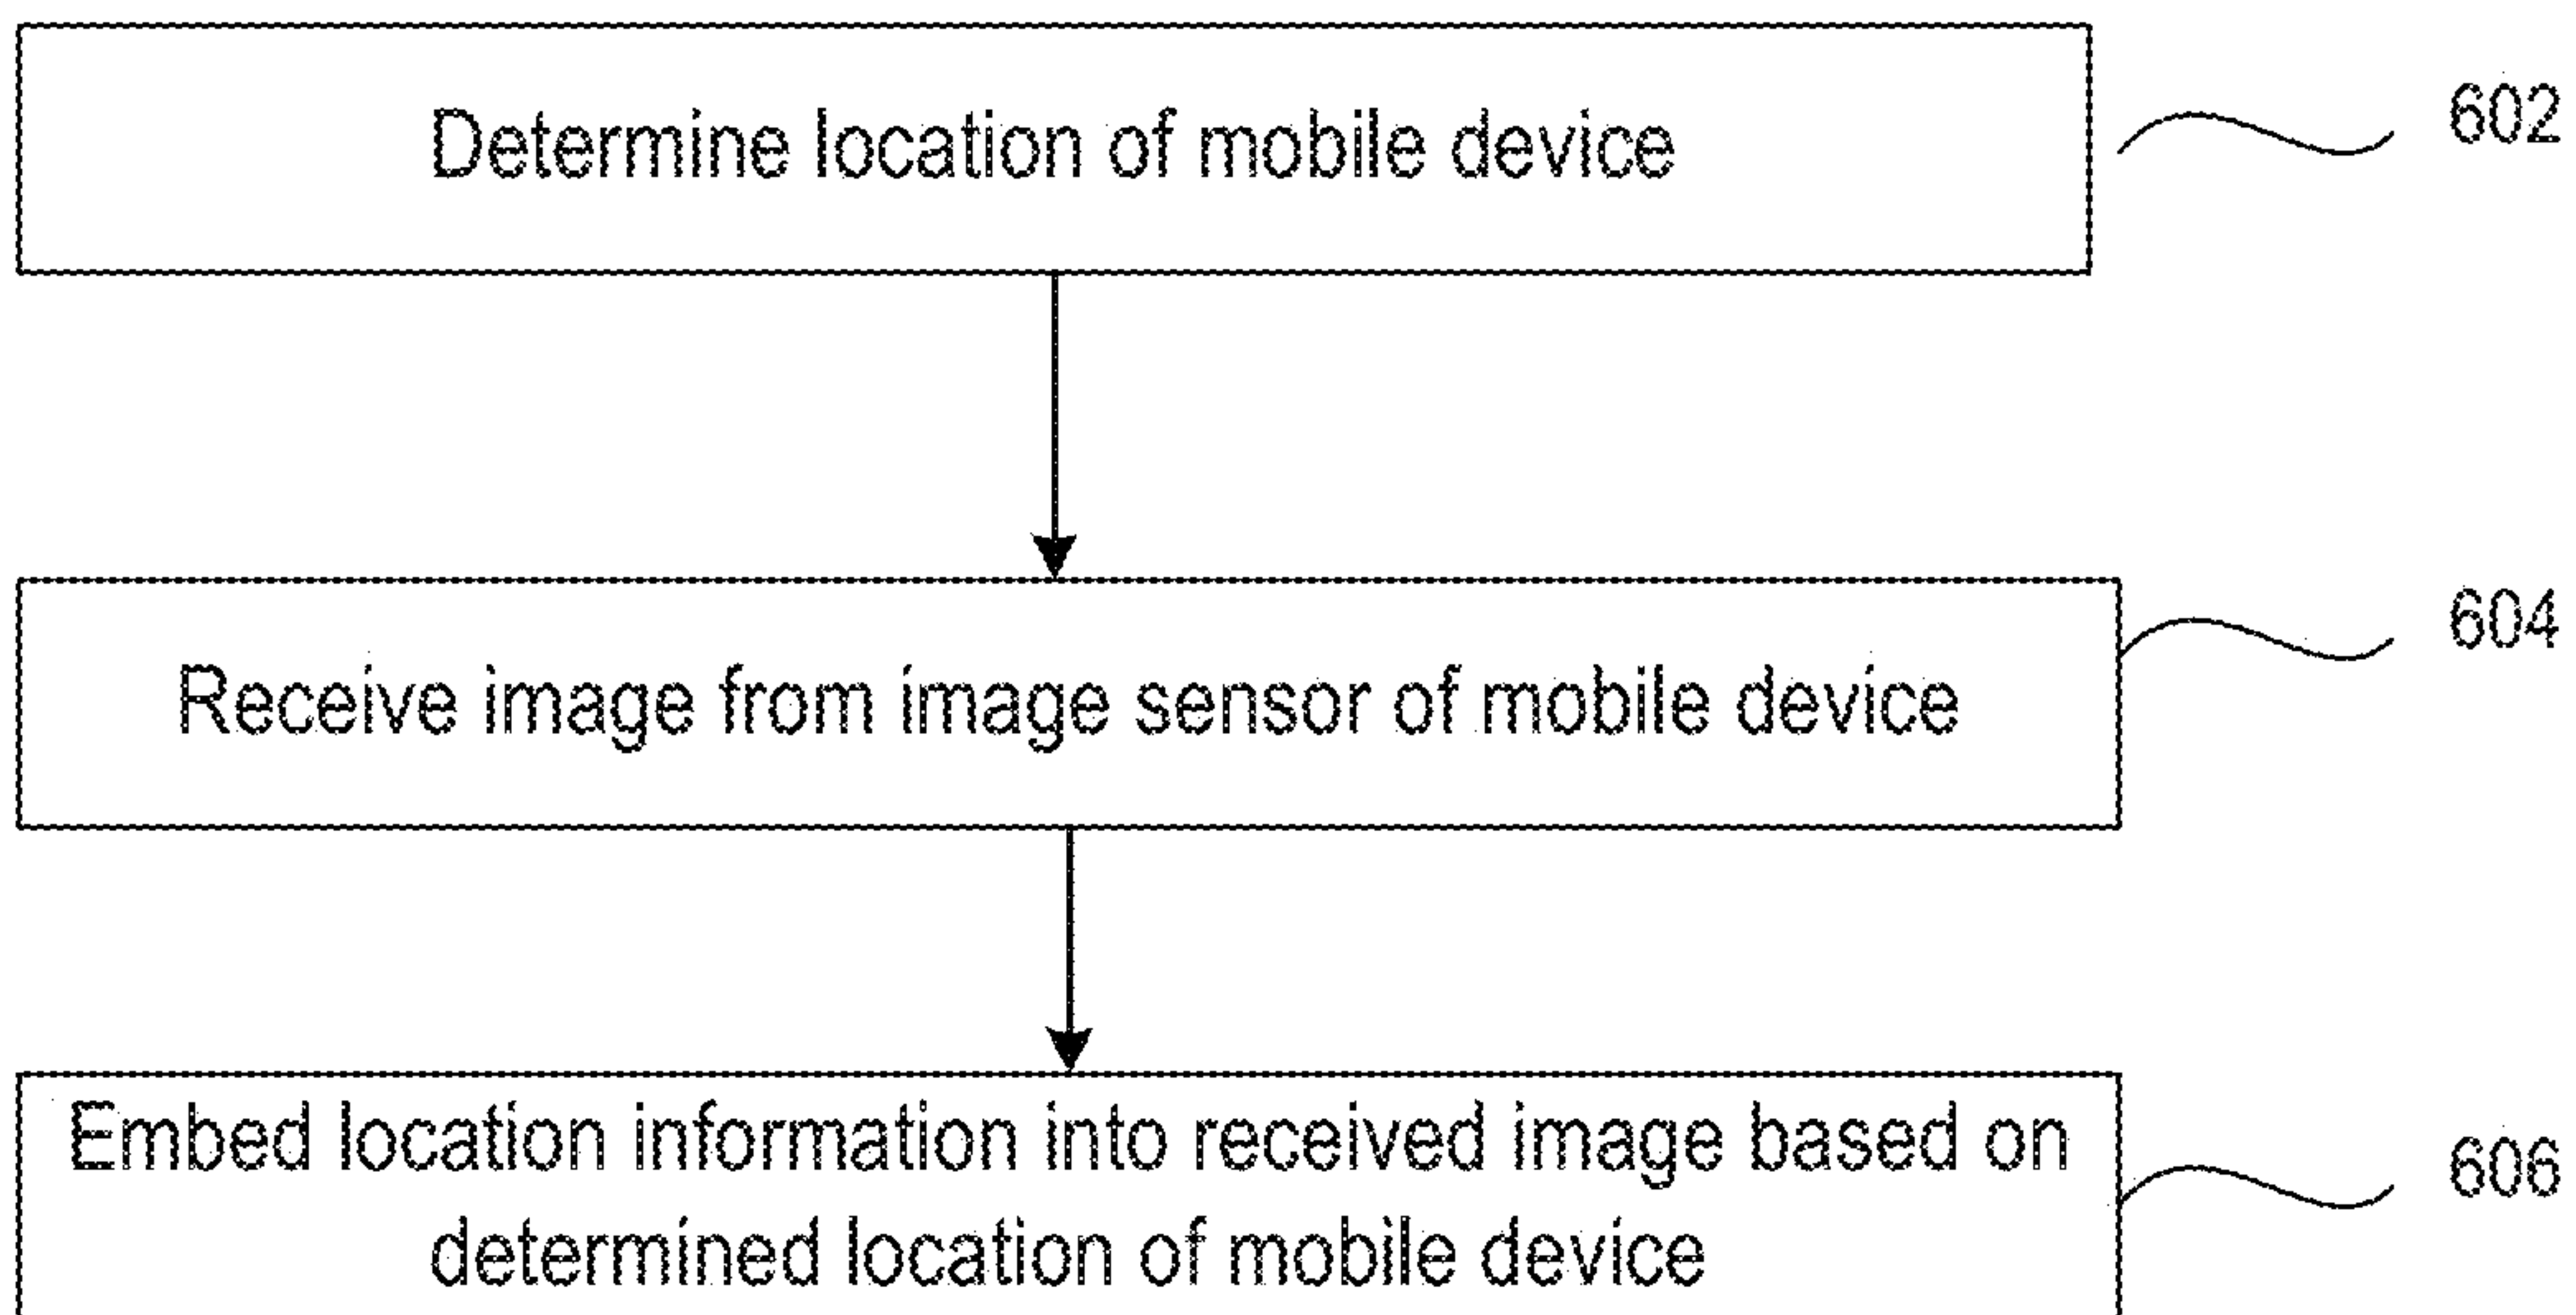 Determine location of mobile device
602
Receive image from image sensor of mobile device
604
Embed location information into received image based on
determined location of mobile device
606